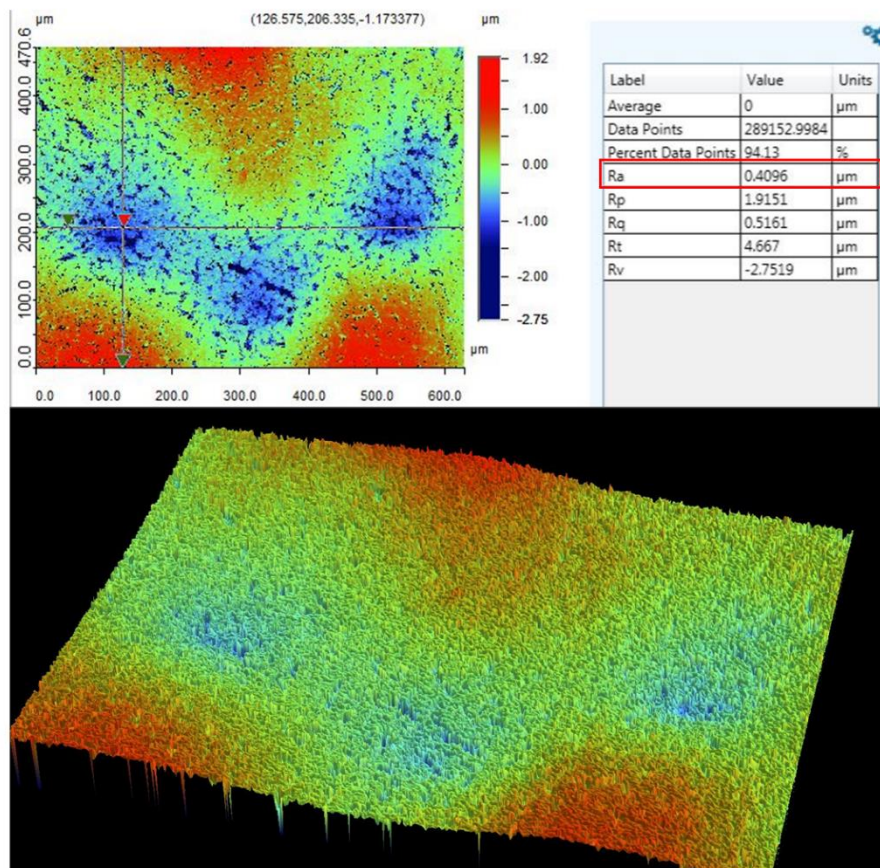 µm (126.575,206.335,-1.173377) µm
470.6
400.0
300.0
200.0
100.0
0.0
0.0 100.0 200.0 300.0 400.0 500.0 600.0
1.92
1.00
0.00
-1.00
-2.00
-2.75
µm
Label Value Units
Average 0 µm
Data Points 289152.9984
Percent Data Points 94.13 %
Ra 0.4096 µm
Rp 1.9151 µm
Rq 0.5161 µm
Rt 4.667 µm
Rv -2.7519 µm